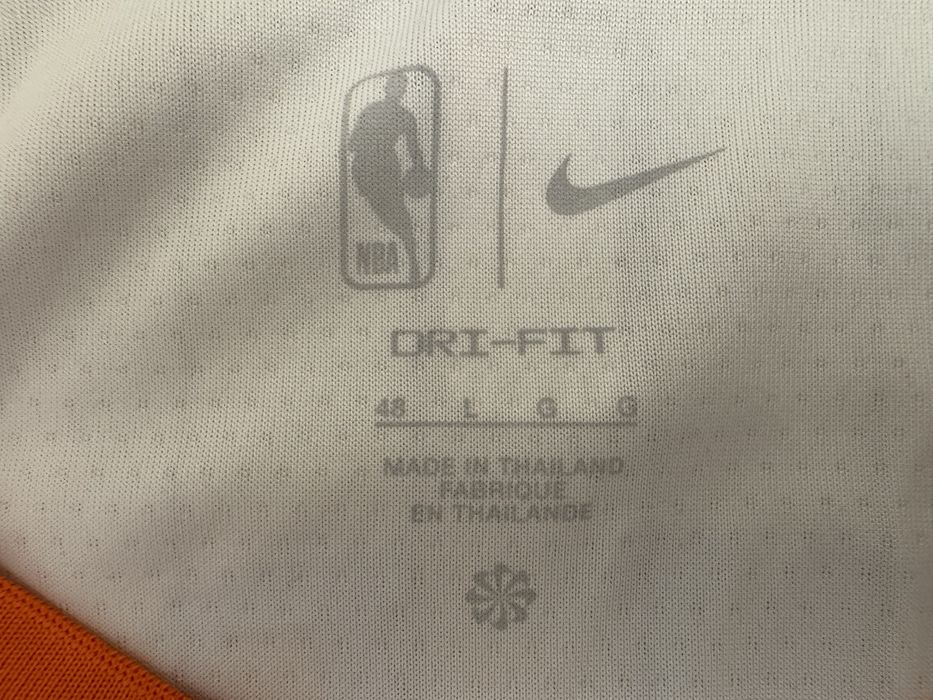 NBA
DRI-FIT
48 L G G
MADE IN THAILAND
FABRIQUE
EN THAILANDE